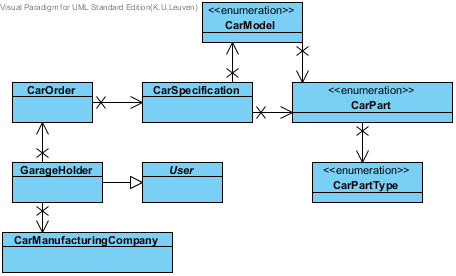 Visual Paradigm for UML Standard Edition(K.U.Leuven)
<<enumeration>>
CarModel
CarOrder
CarSpecification
<<enumeration>>
CarPart
GarageHolder
User
<<enumeration>>
CarPartType
CarManufacturingCompany